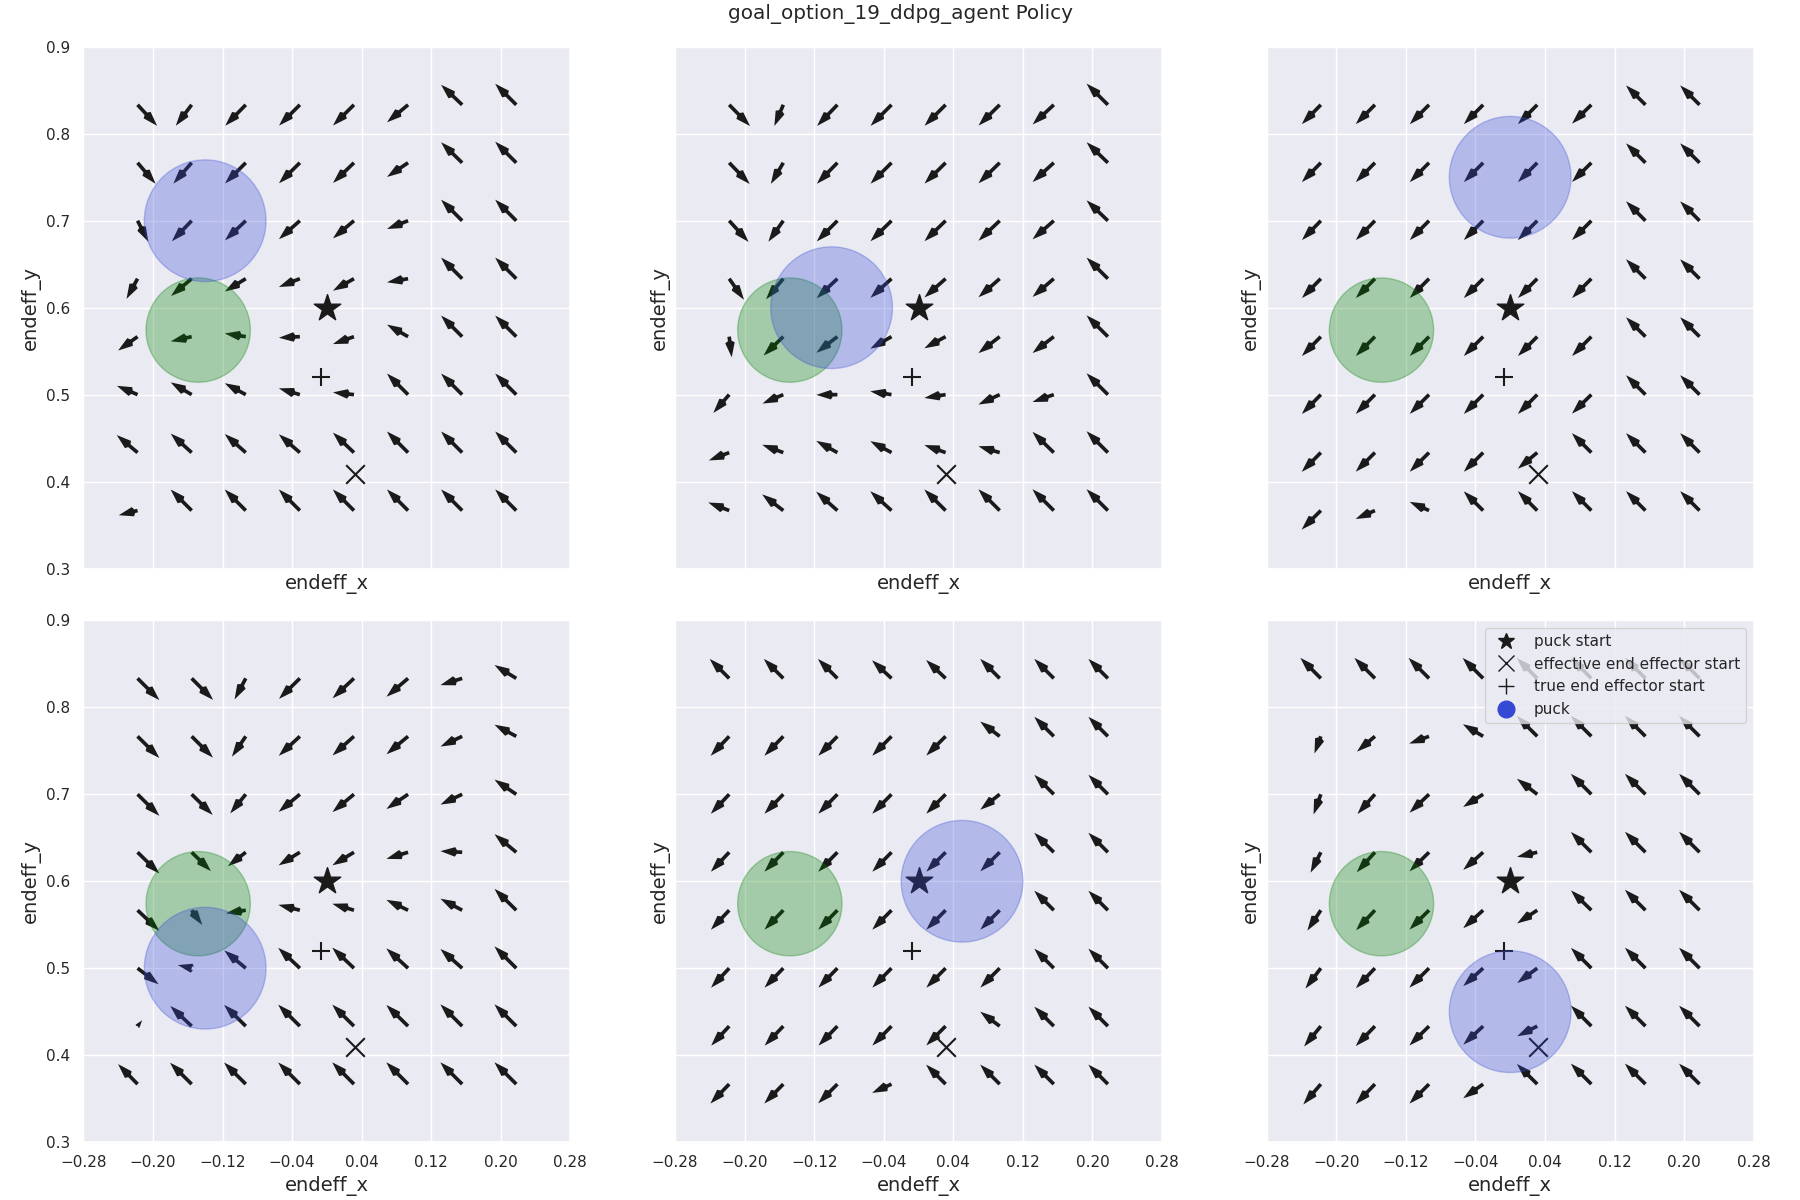 goal_option_19_ddpg_agent Policy
0.9
0.8
0.7
0.6
0.5
0.4
0.3
endeff_y
endeff_x
endeff_y
endeff_x
endeff_y
endeff_x
0.9
0.8
0.7
0.6
0.5
0.4
0.3
endeff_y
−0.28 −0.20 −0.12 −0.04 0.04 0.12 0.20 0.28
endeff_x
endeff_y
−0.28 −0.20 −0.12 −0.04 0.04 0.12 0.20 0.28
endeff_x
puck start
effective end effector start
true end effector start
puck
endeff_y
−0.28 −0.20 −0.12 −0.04 0.04 0.12 0.20 0.28
endeff_x